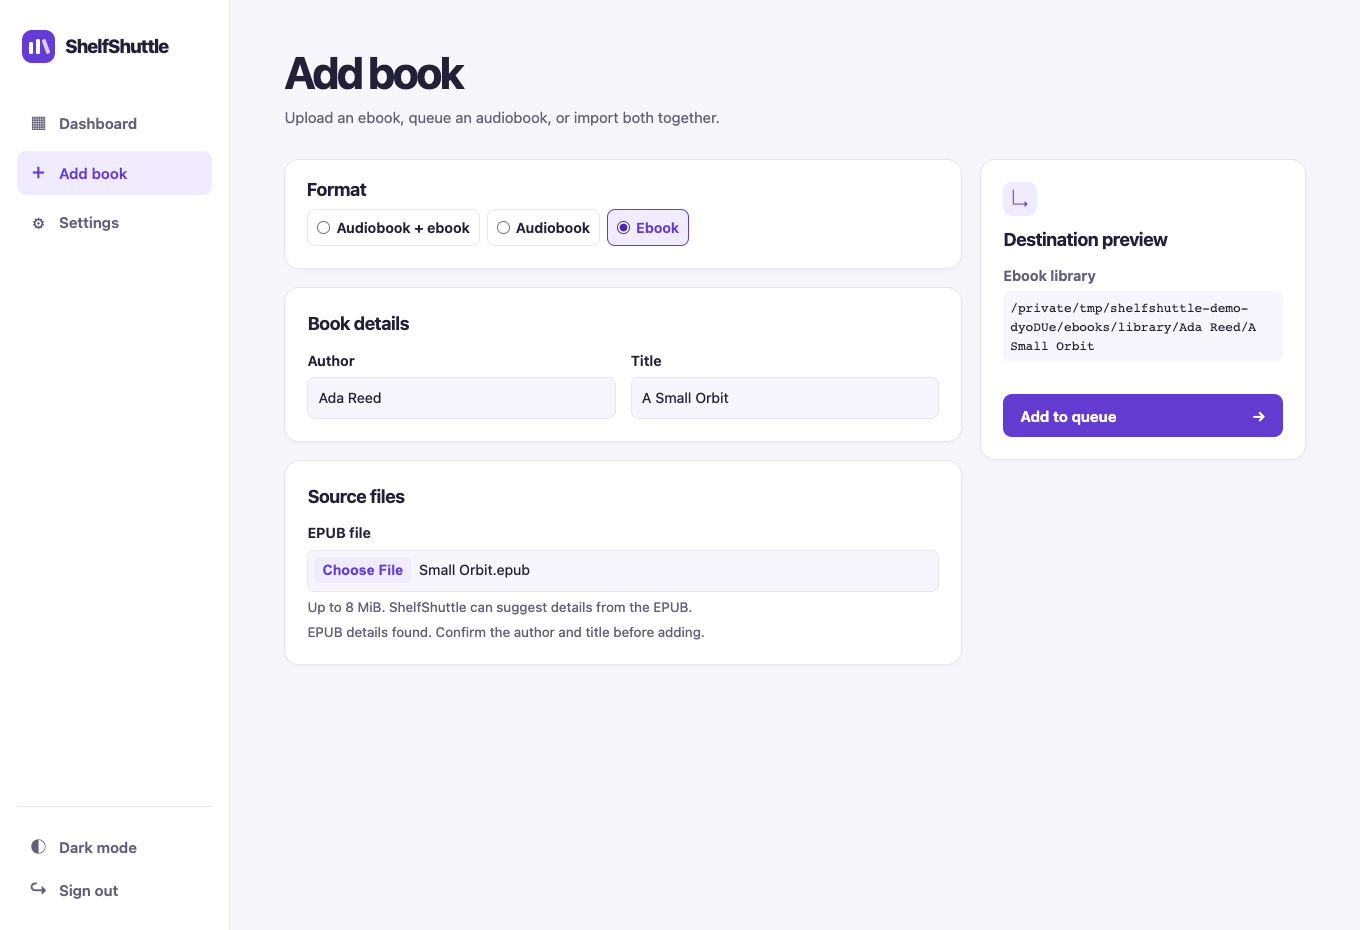 ShelfShuttle
Dashboard
Add book
Settings
Dark mode
Sign out
Add book
Upload an ebook, queue an audiobook, or import both together.
Format
Audiobook + ebook
Audiobook
Ebook
Book details
Author
Title
Ada Reed
A Small Orbit
Source files
EPUB file
Choose File Small Orbit.epub
Up to 8 MiB. ShelfShuttle can suggest details from the EPUB.
EPUB details found. Confirm the author and title before adding.
Destination preview
Ebook library
/private/tmp/shelfshuttle-demo-
dyoDUe/ebooks/library/Ada Reed/A
Small Orbit
Add to queue